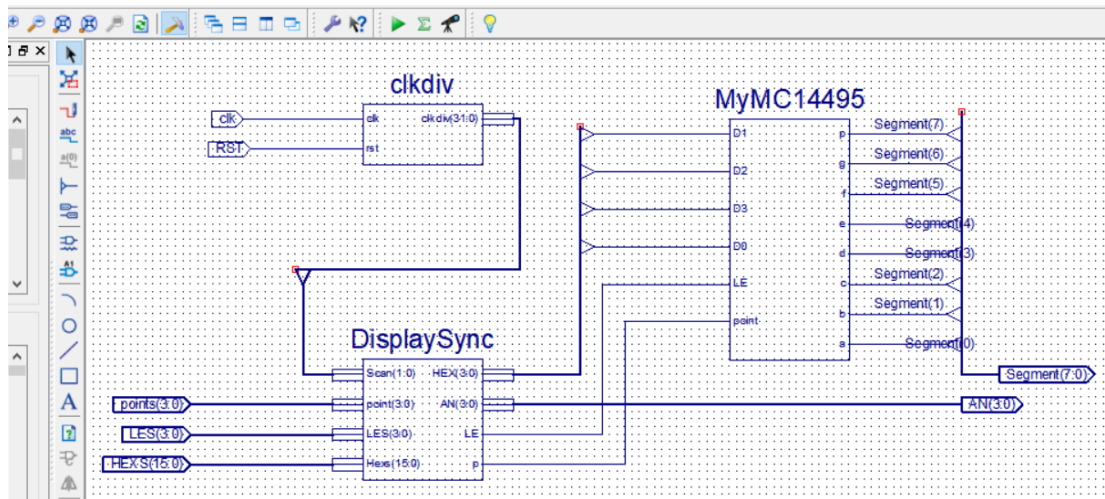 clkdiv
clk
clk
clkdiv(31:0)
RST
rst
MyMC14495
D1
p
Segment(7)
D2
g
Segment(6)
D3
f
Segment(5)
D0
e
Segment(4)
d
Segment(3)
LE
c
Segment(2)
point
b
Segment(1)
a
Segment(0)
DisplaySync
Scan(1:0)
HEX(3:0)
Segment(7:0)
points(3:0)
point(3:0)
AN(3:0)
AN(3:0)
LES(3:0)
LES(3:0)
LE
HEXS(15:0)
Hexs(15:0)
p
abc
a(0)
A1
A